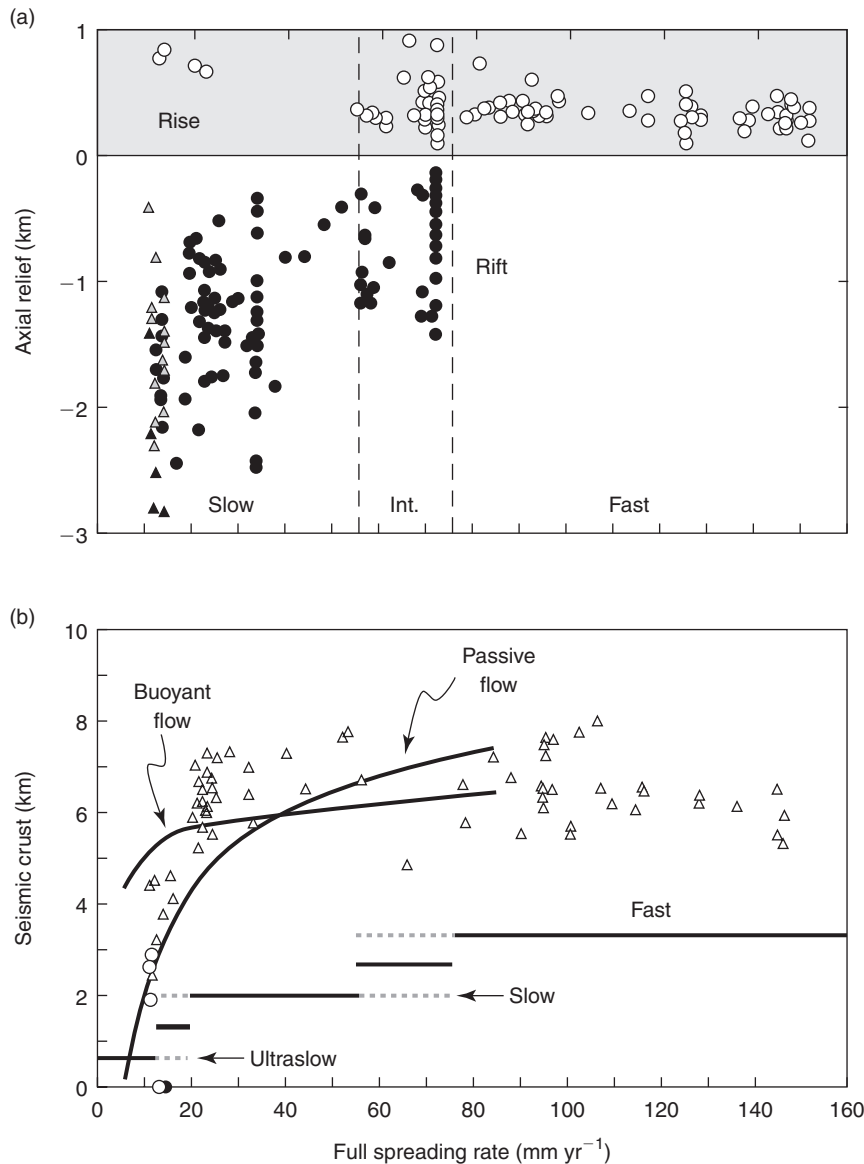 (a)
1
0
−1
−2
−3
Axial relief (km)
Rise
Rift
Slow
Int.
Fast
(b)
10
8
6
4
2
0
Seismic crust (km)
Buoyant
flow
Passive
flow
Fast
Slow
Ultraslow
0
20
40
60
80
100
120
140
160
Full spreading rate (mm yr−1)